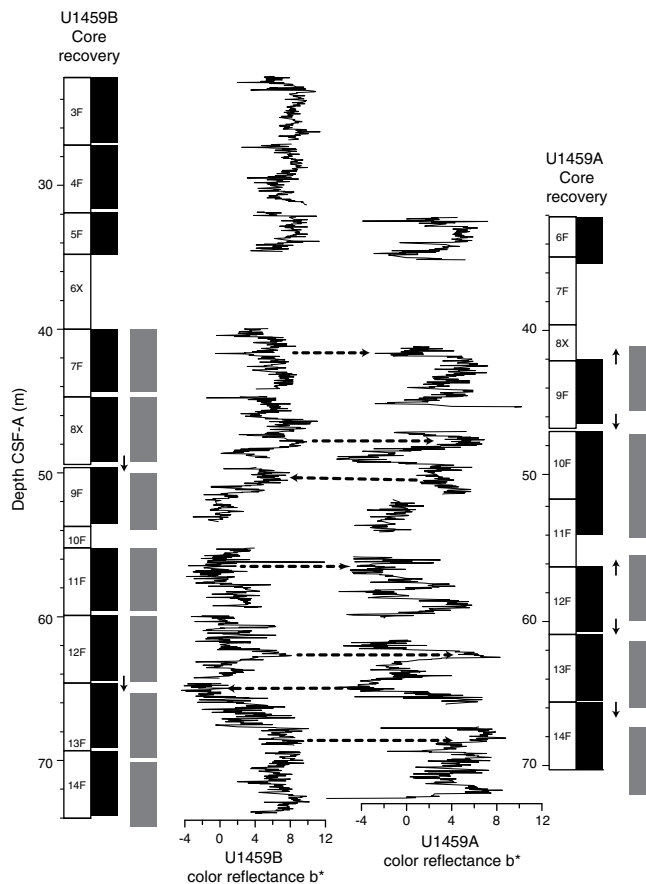 U1459B
Core
recovery
3F
4F
5F
6X
7F
8X
9F
10F
11F
12F
13F
14F
30
40
50
60
70
Depth CSF-A (m)
-4 0 4 8 12
U1459B
color reflectance b*
-4 0 4 8 12
U1459A
color reflectance b*
U1459A
Core
recovery
6F
7F
8X
9F
10F
11F
12F
13F
14F
40
50
60
70